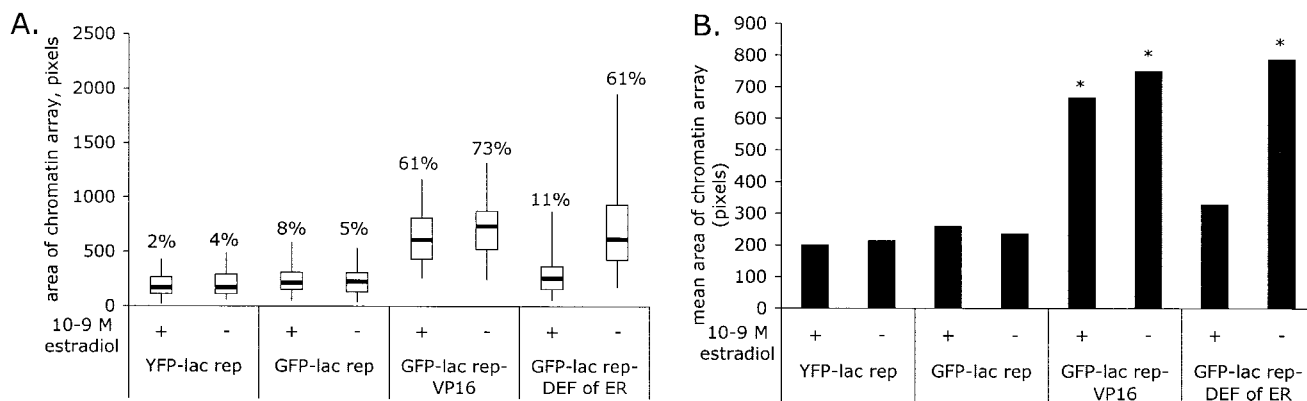 A.
area of chromatin array, pixels
2500
2000
1500
1000
500
0
2% 4% 8% 5% 61% 73% 11% 61%
10-9 M estradiol
+ - + - + - + -
YFP-lac rep
GFP-lac rep
GFP-lac rep-
VP16
GFP-lac rep-
DEF of ER
B.
mean area of chromatin array
(pixels)
900
800
700
600
500
400
300
200
100
0
* * *
10-9 M
estradiol
+ - + - + - + -
YFP-lac rep
GFP-lac rep
GFP-lac rep-
VP16
GFP-lac rep-
DEF of ER